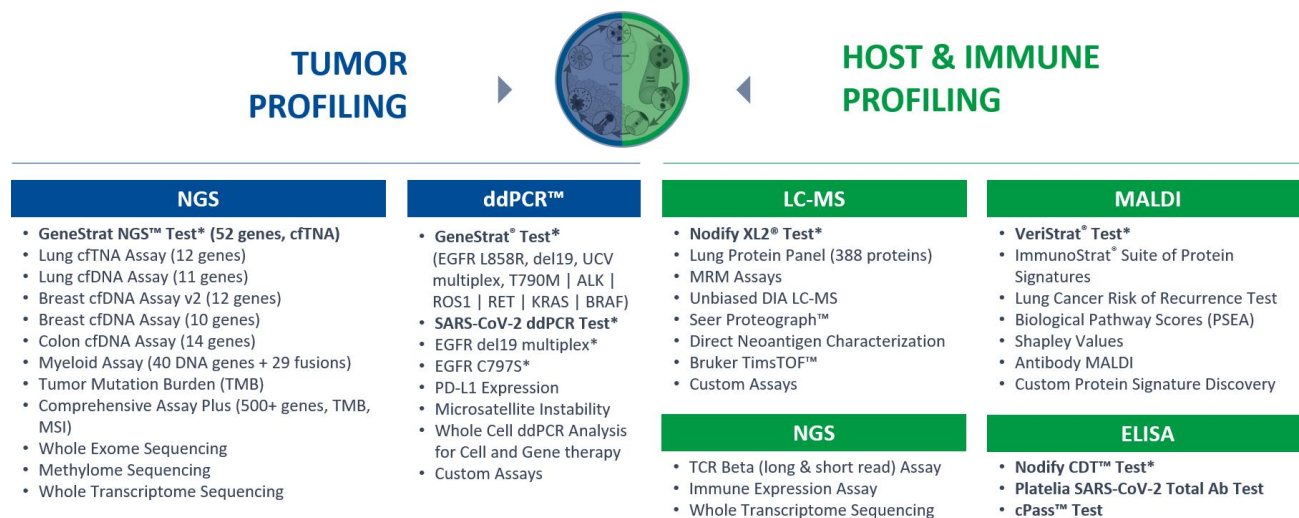 TUMOR
PROFILING
HOST & IMMUNE
PROFILING
NGS
• GeneStrat NGS™ Test* (52 genes, cfTNA)
• Lung cfTNA Assay (12 genes)
• Lung cfDNA Assay (11 genes)
• Breast cfDNA Assay v2 (12 genes)
• Breast cfDNA Assay (10 genes)
• Colon cfDNA Assay (14 genes)
• Myeloid Assay (40 DNA genes + 29 fusions)
• Tumor Mutation Burden (TMB)
• Comprehensive Assay Plus (500+ genes, TMB,
MSI)
• Whole Exome Sequencing
• Methylome Sequencing
• Whole Transcriptome Sequencing
ddPCR™
• GeneStrat® Test*
(EGFR L858R, del19, UCV
multiplex, T790M | ALK |
ROS1 | RET | KRAS | BRAF)
• SARS-CoV-2 ddPCR Test*
• EGFR del19 multiplex*
• EGFR C797S*
• PD-L1 Expression
• Microsatellite Instability
• Whole Cell ddPCR Analysis
for Cell and Gene therapy
• Custom Assays
LC-MS
• Nodify XL2® Test*
• Lung Protein Panel (388 proteins)
• MRM Assays
• Unbiased DIA LC-MS
• Seer Proteograph™
• Direct Neoantigen Characterization
• Bruker TimsTOF™
• Custom Assays
NGS
• TCR Beta (long & short read) Assay
• Immune Expression Assay
• Whole Transcriptome Sequencing
MALDI
• VeriStrat® Test*
• ImmunoStrat® Suite of Protein
Signatures
• Lung Cancer Risk of Recurrence Test
• Biological Pathway Scores (PSEA)
• Shapley Values
• Antibody MALDI
• Custom Protein Signature Discovery
ELISA
• Nodify CDT™ Test*
• Platelia SARS-CoV-2 Total Ab Test
• cPass™ Test